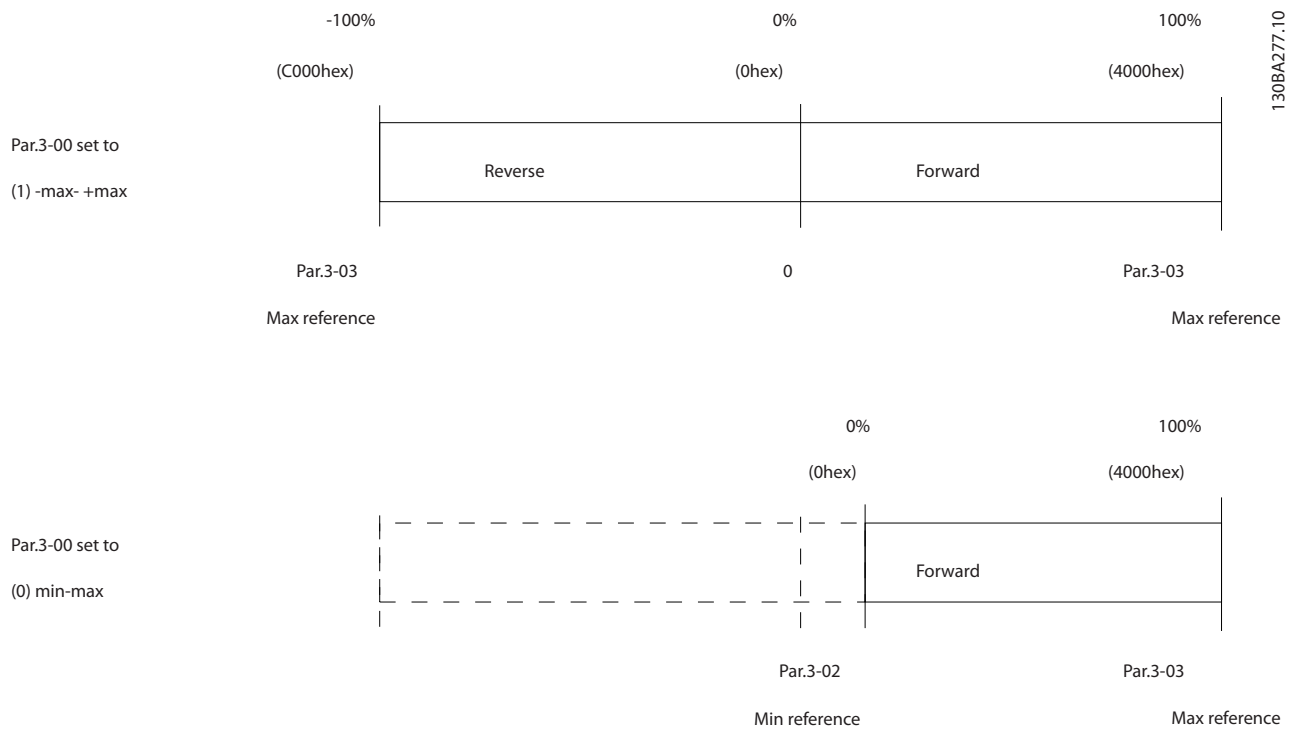 -100%
0%
100%
(C000hex)
(0hex)
(4000hex)
130BA277.10
Par.3-00 set to
(1) -max- +max
Reverse
Forward
Par.3-03
0
Par.3-03
Max reference
Max reference
0%
100%
(0hex)
(4000hex)
Par.3-00 set to
(0) min-max
Forward
Par.3-02
Par.3-03
Min reference
Max reference